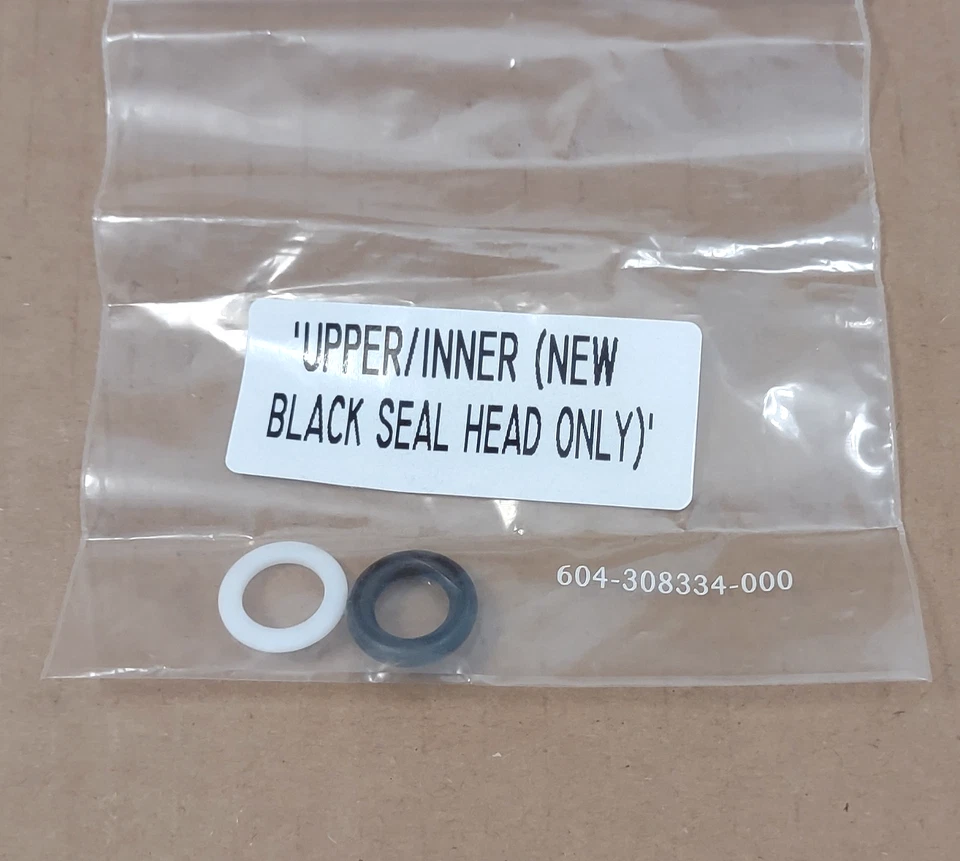 'UPPER/INNER (NEW
BLACK SEAL HEAD ONLY)'
604-308334-000